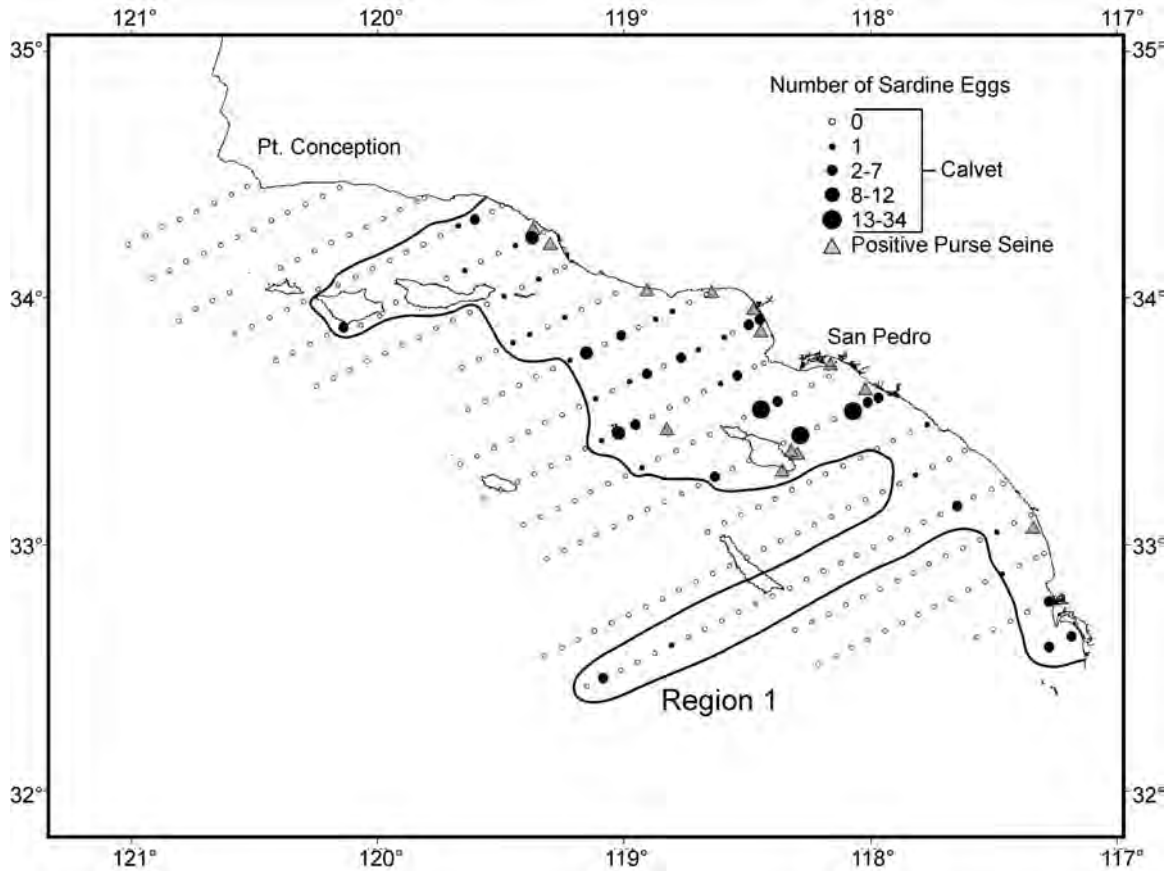 121° 120° 119° 118° 117°
35° 35°
Number of Sardine Eggs
0
1
2-7
8-12
13-34
Calvet
Positive Purse Seine
Pt. Conception
34° 34°
San Pedro
33° 33°
Region 1
32° 32°
121° 120° 119° 118° 117°